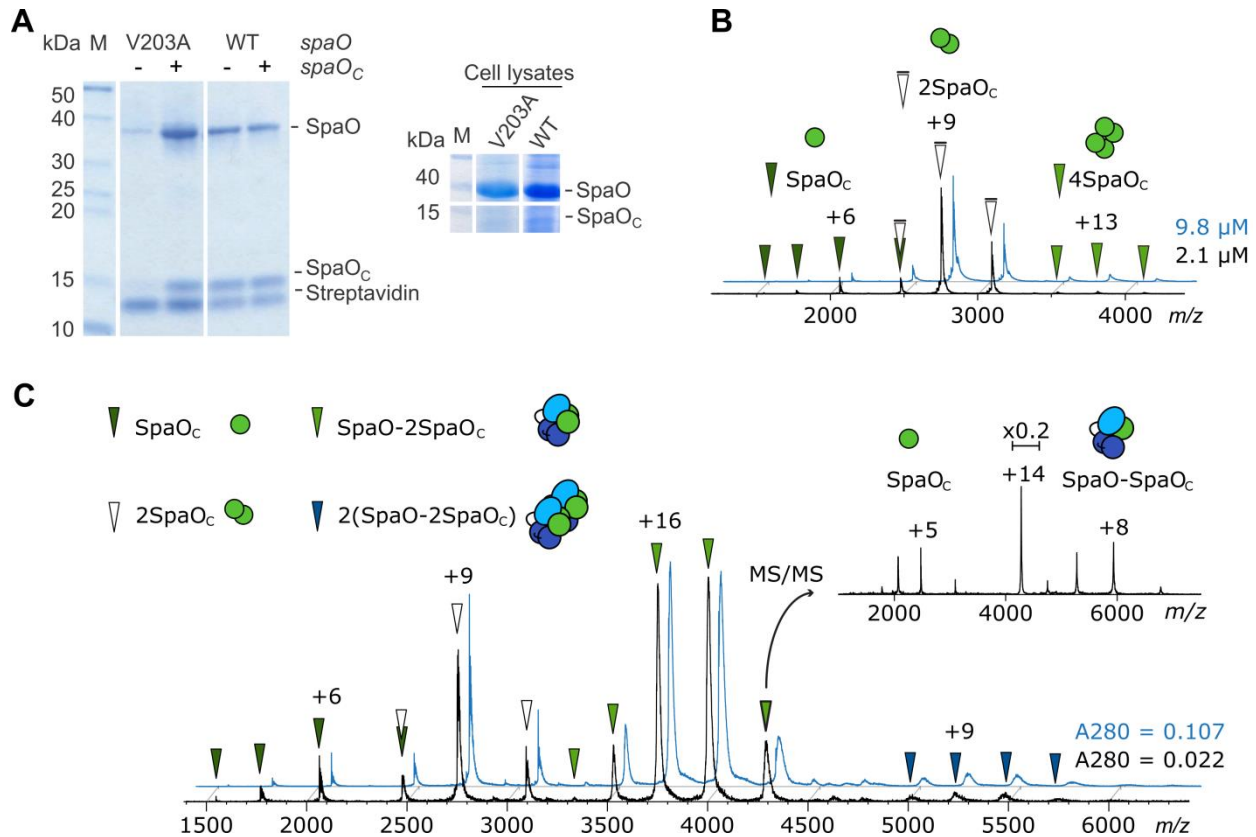 A
kDa M V203A WT spaO
- + - + spaOC
50
40
30
25
20
15
10
SpaO
SpaOC
Streptavidin
Cell lysates
kDa M V203A WT
40
15
SpaO
SpaOC
B
2SpaOC
+9
SpaOC
+6
4SpaOC
+13
9.8 µM
2.1 µM
2000 3000 4000 m/z
C
SpaOC
SpaO-2SpaOC
2SpaOC
2(SpaO-2SpaOC)
x0.2
SpaOC
+14
SpaO-SpaOC
+5
+8
MS/MS
2000 4000 6000 m/z
+16
+9
+6
+9
A280 = 0.107
A280 = 0.022
1500 2000 2500 3000 3500 4000 4500 5000 5500 6000 m/z